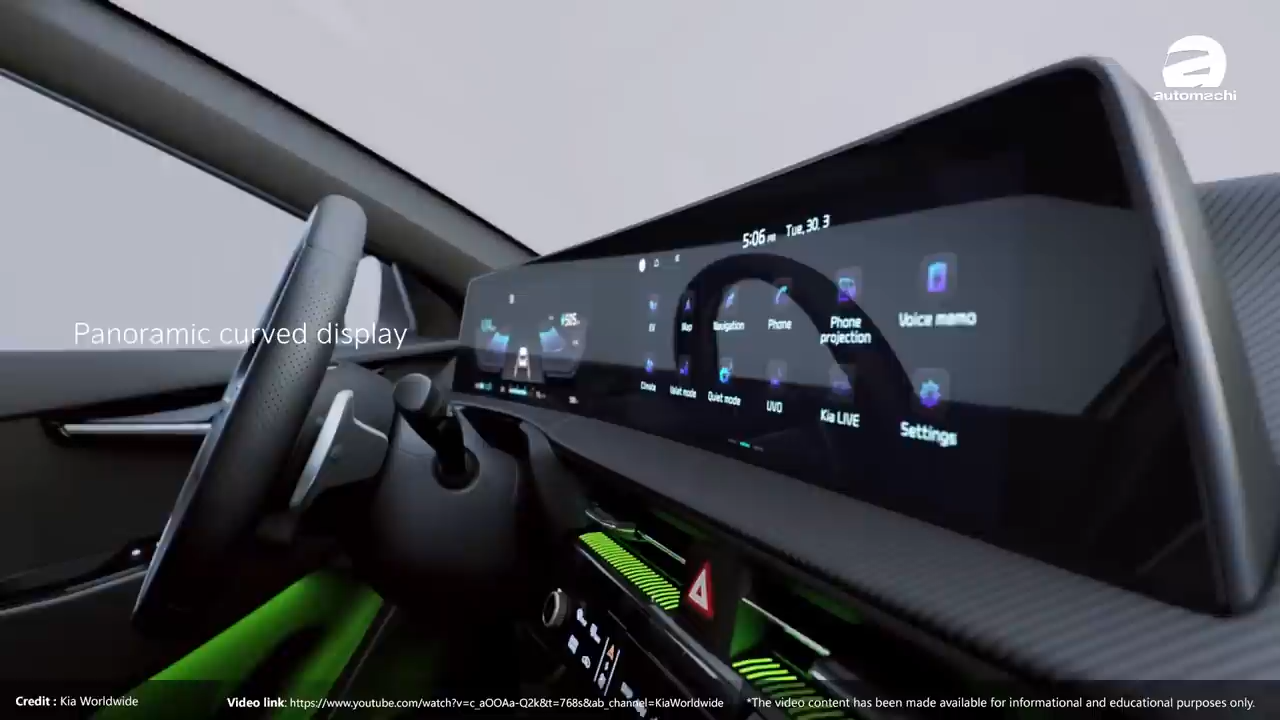 automachi
5:06 PM Tue, 30. 3
EV Map Navigation Phone Phone projection Voice memo
Climate Valet mode Quiet mode UVO Kia LIVE Settings
Panoramic curved display
Credit : Kia Worldwide
Video link: https://www.youtube.com/watch?v=c_aOOAa-Q2k&t=768s&ab_channel=KiaWorldwide
*The video content has been made available for informational and educational purposes only.